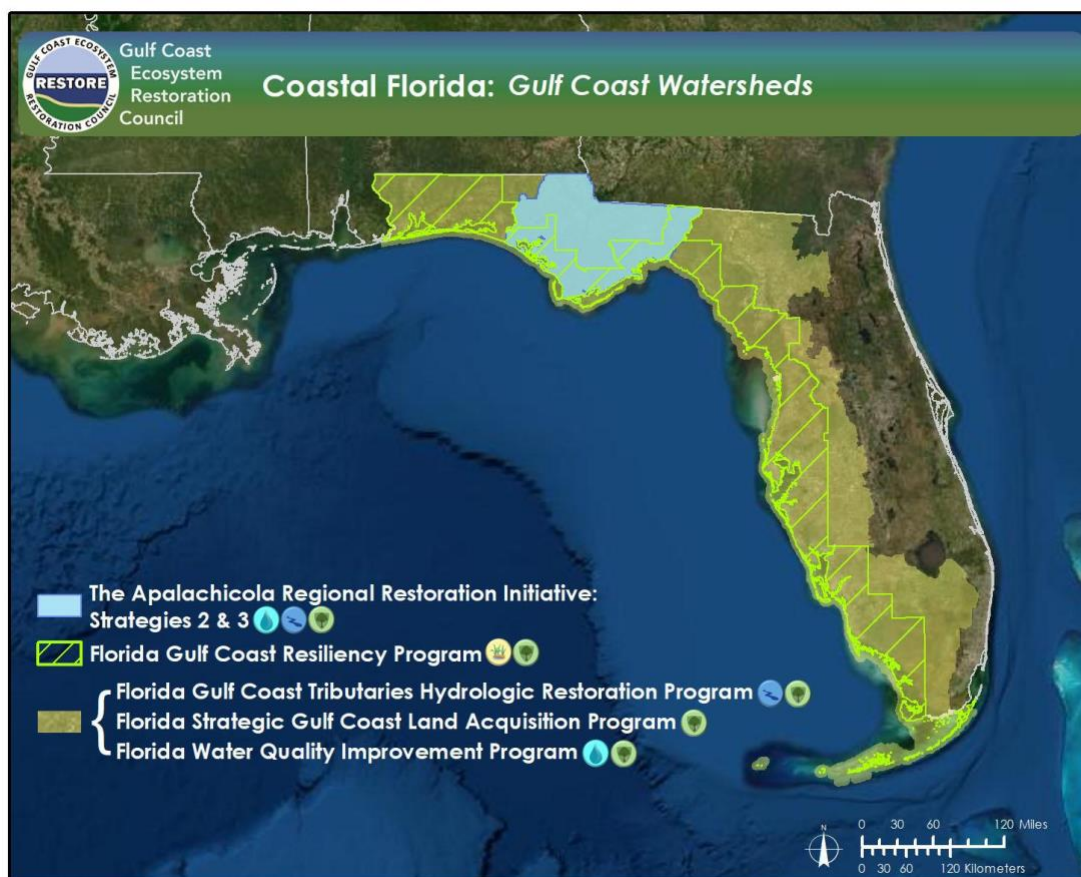 GULF COAST ECOSYSTEM
RESTORE
RESTORATION COUNCIL
Gulf Coast
Ecosystem
Restoration
Council
Coastal Florida: Gulf Coast Watersheds
The Apalachicola Regional Restoration Initiative:
Strategies 2 & 3
Florida Gulf Coast Resiliency Program
Florida Gulf Coast Tributaries Hydrologic Restoration Program
Florida Strategic Gulf Coast Land Acquisition Program
Florida Water Quality Improvement Program
N
0 30 60 120 Miles
0 30 60 120 Kilometers